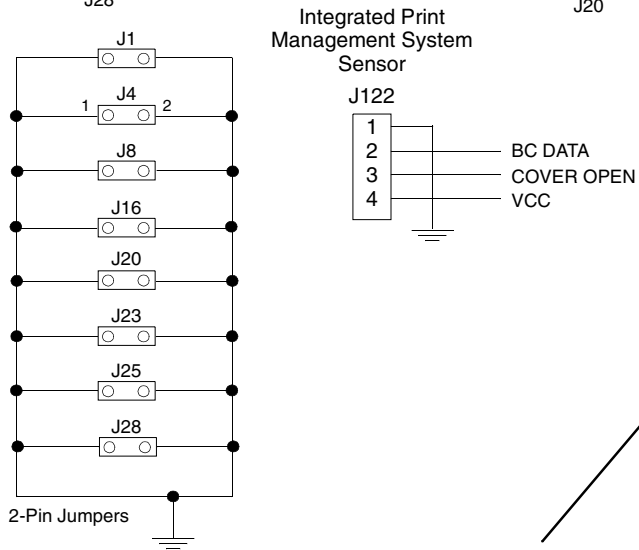 J28
J20
Integrated Print
Management System
Sensor
J122
1
2
3
4
BC DATA
COVER OPEN
VCC
J1
1
J4
2
J8
J16
J20
J23
J25
J28
2-Pin Jumpers